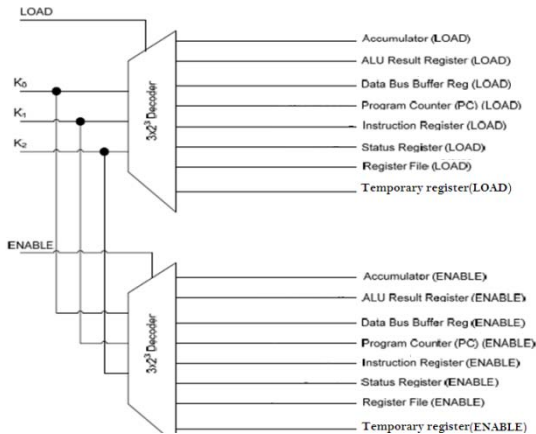 LOAD
Accumulator (LOAD)
ALU Result Register (LOAD)
K₀
Data Bus Buffer Reg (LOAD)
Program Counter (PC) (LOAD)
K₁
Instruction Register (LOAD)
K₂
Status Register (LOAD)
Register File (LOAD)
Temporary register(LOAD)
3x2³ Decoder
ENABLE
Accumulator (ENABLE)
ALU Result Register (ENABLE)
Data Bus Buffer Reg (ENABLE)
Program Counter (PC) (ENABLE)
Instruction Register (ENABLE)
Status Register (ENABLE)
Register File (ENABLE)
Temporary register(ENABLE)
3x2³ Decoder